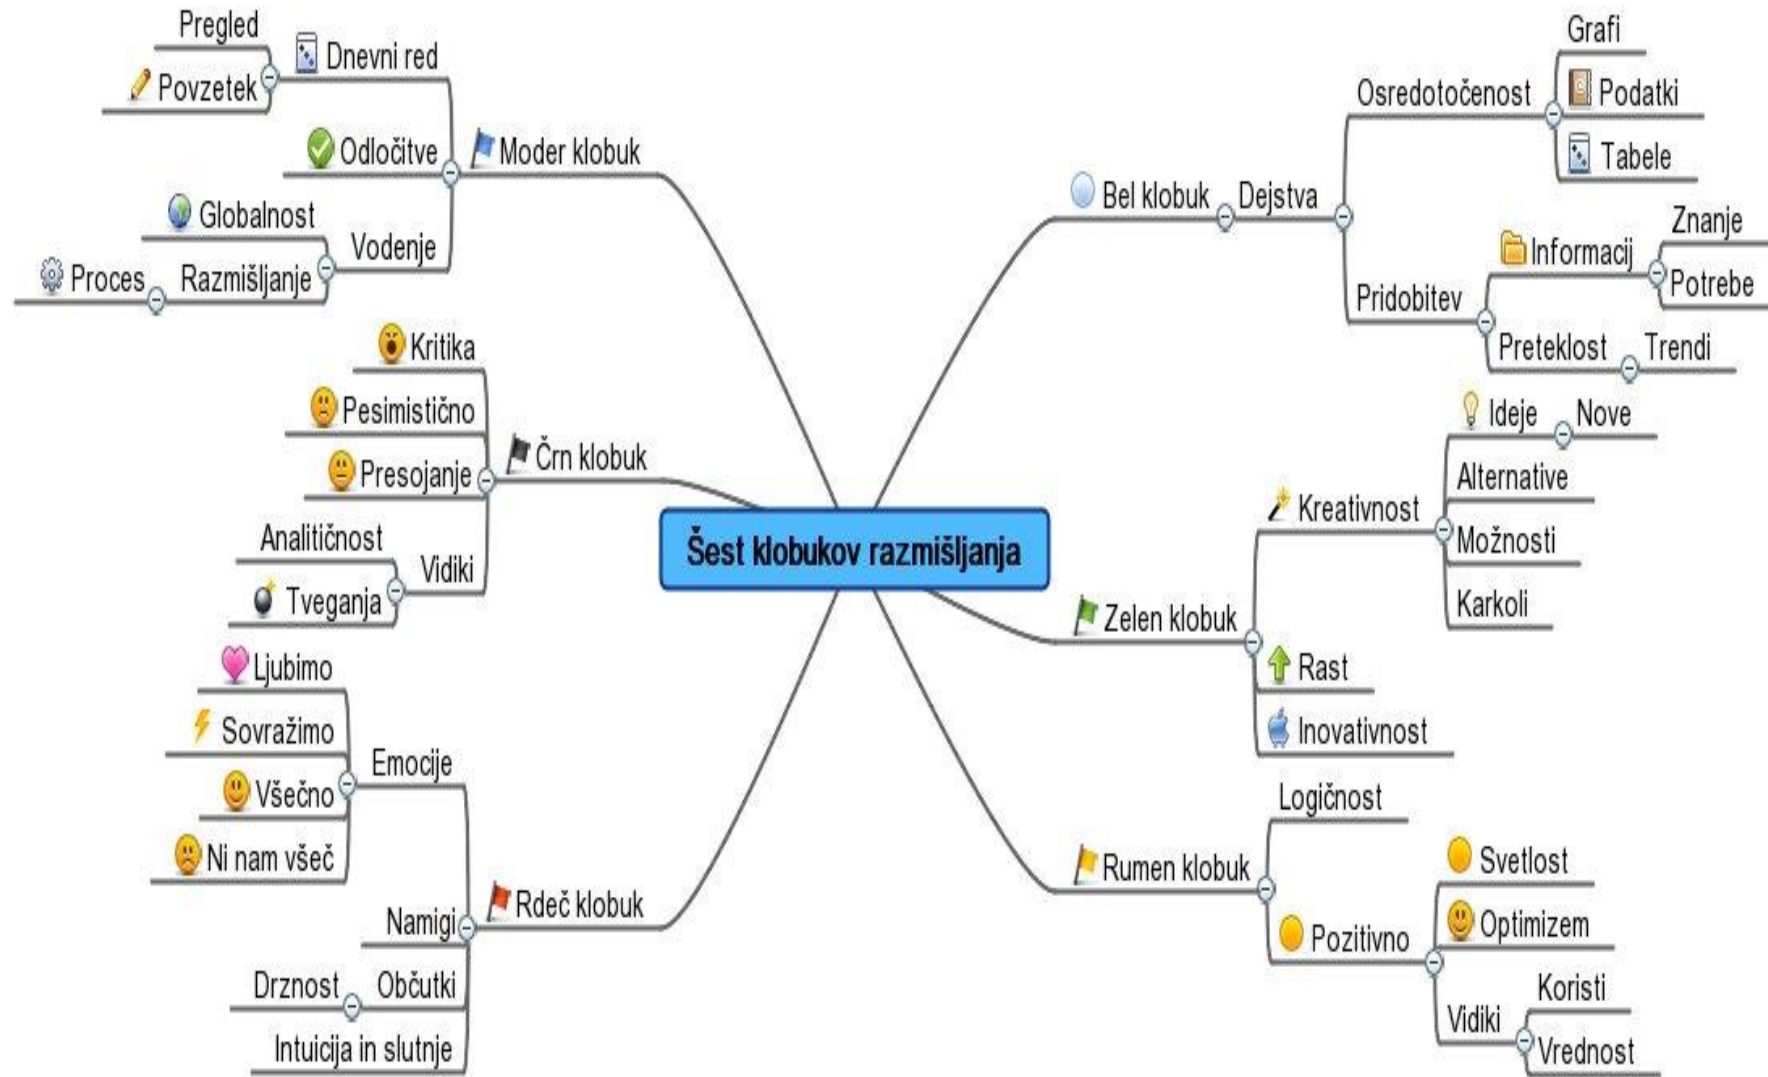 Šest klobukov razmišljanja
Moder klobuk
Dnevni red
Pregled
Povzetek
Odločitve
Vodenje
Globalnost
Razmišljanje
Proces
Črn klobuk
Kritika
Pesimistično
Presojanje
Vidiki
Analitičnost
Tveganja
Rdeč klobuk
Emocije
Ljubimo
Sovražimo
Všečno
Ni nam všeč
Namigi
Občutki
Drznost
Intuicija in slutnje
Bel klobuk
Dejstva
Osredotočenost
Grafi
Podatki
Tabele
Pridobitev
Informacij
Znanje
Potrebe
Preteklost
Trendi
Zelen klobuk
Kreativnost
Ideje
Nove
Alternative
Možnosti
Karkoli
Rast
Inovativnost
Rumen klobuk
Logičnost
Pozitivno
Svetlost
Optimizem
Vidiki
Koristi
Vrednost